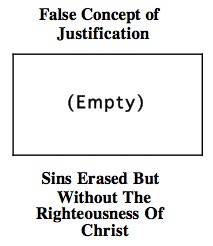 False Concept of
Justification
(Empty)
Sins Erased But
Without The
Righteousness Of
Christ